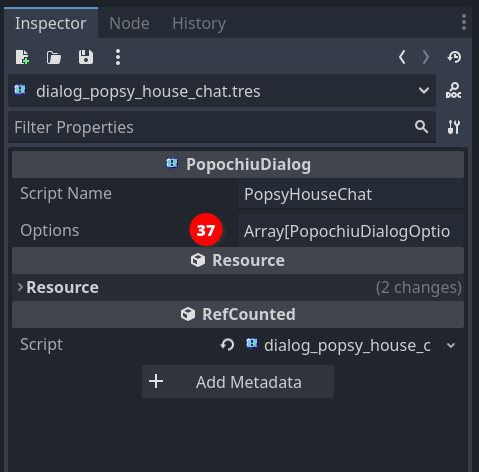 Inspector Node History
dialog_popsy_house_chat.tres
DOC
Filter Properties
PopochiuDialog
Script Name PopsyHouseChat
Options 37 Array[PopochiuDialogOptio
Resource
Resource (2 changes)
RefCounted
Script dialog_popsy_house_c
Add Metadata